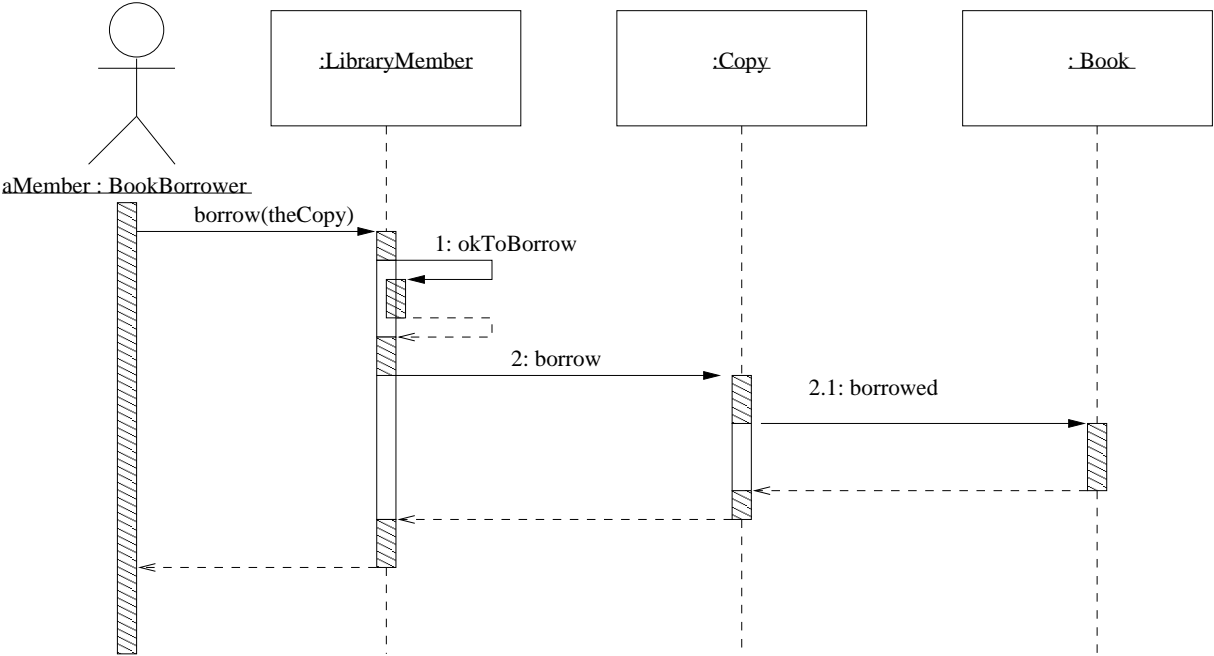 :LibraryMember
:Copy
: Book
aMember : BookBorrower
borrow(theCopy)
1: okToBorrow
2: borrow
2.1: borrowed